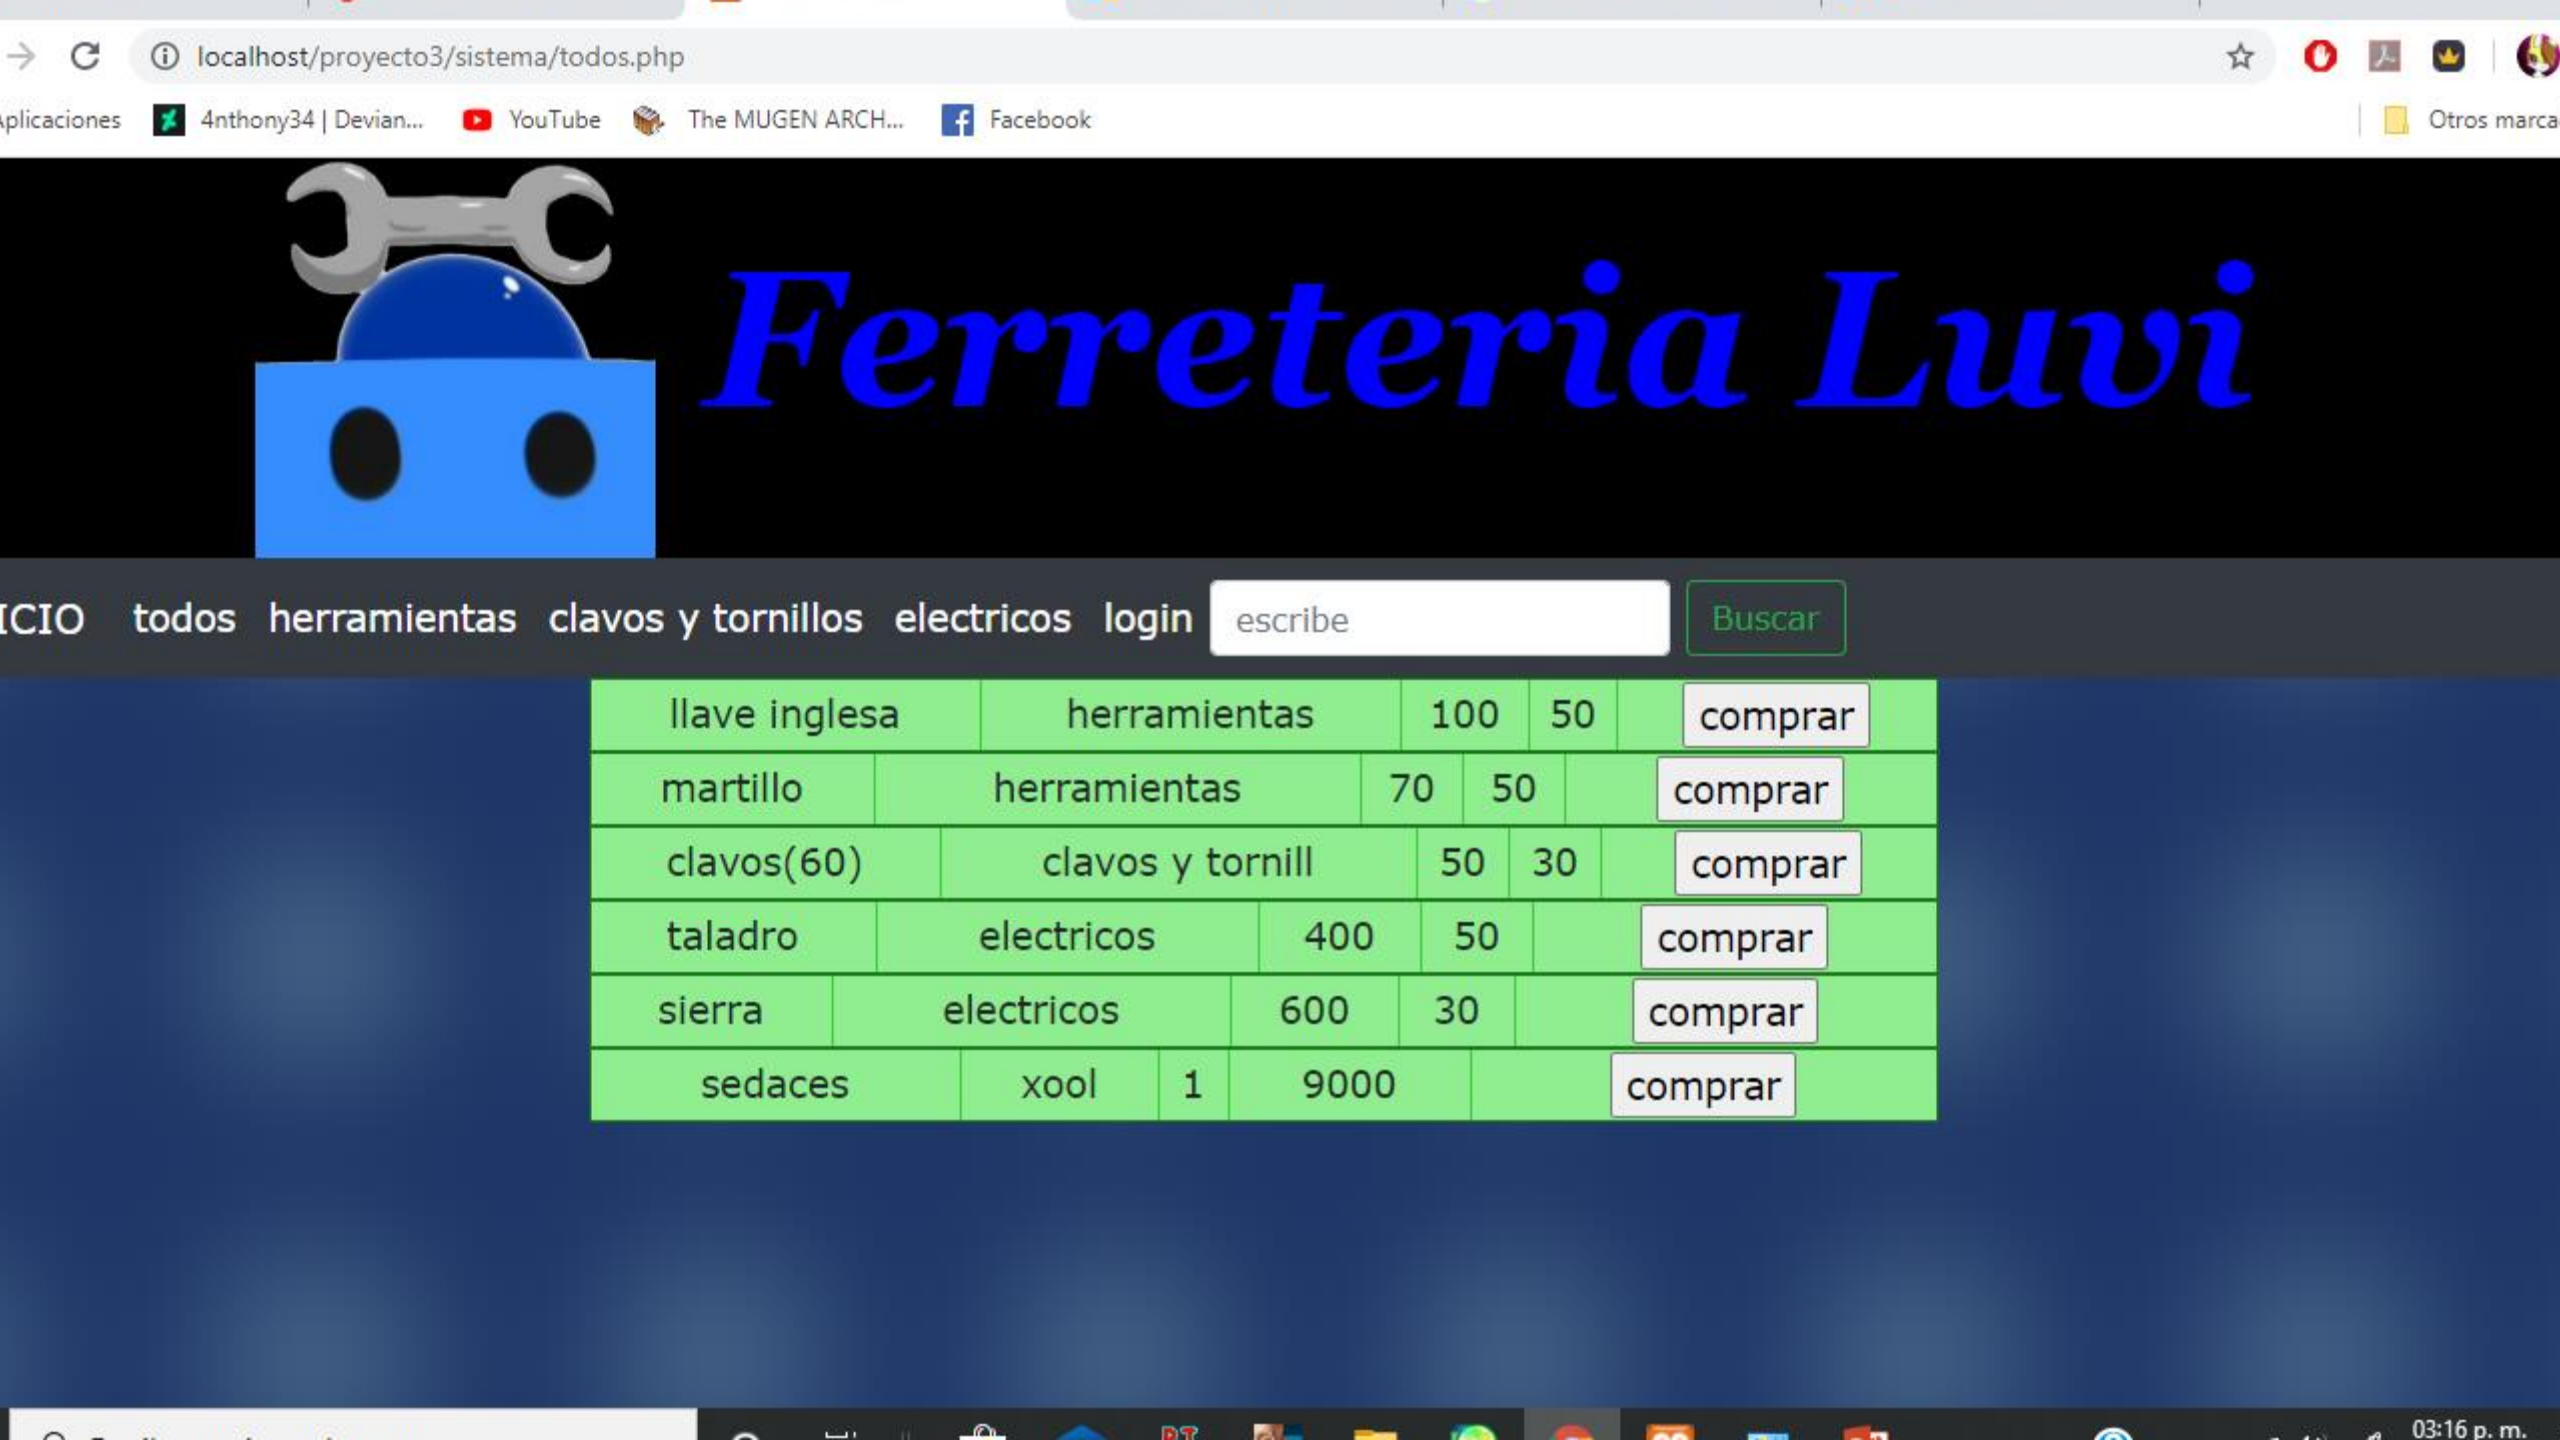 localhost/proyecto3/sistema/todos.php
plicaciones 4nthony34 | Devian... YouTube The MUGEN ARCH... Facebook Otros marca
Ferreteria Luvi
ICIO todos herramientas clavos y tornillos electricos login escribe Buscar
llave inglesa herramientas 100 50 comprar
martillo herramientas 70 50 comprar
clavos(60) clavos y tornill 50 30 comprar
taladro electricos 400 50 comprar
sierra electricos 600 30 comprar
sedaces xool 1 9000 comprar
03:16 p. m.